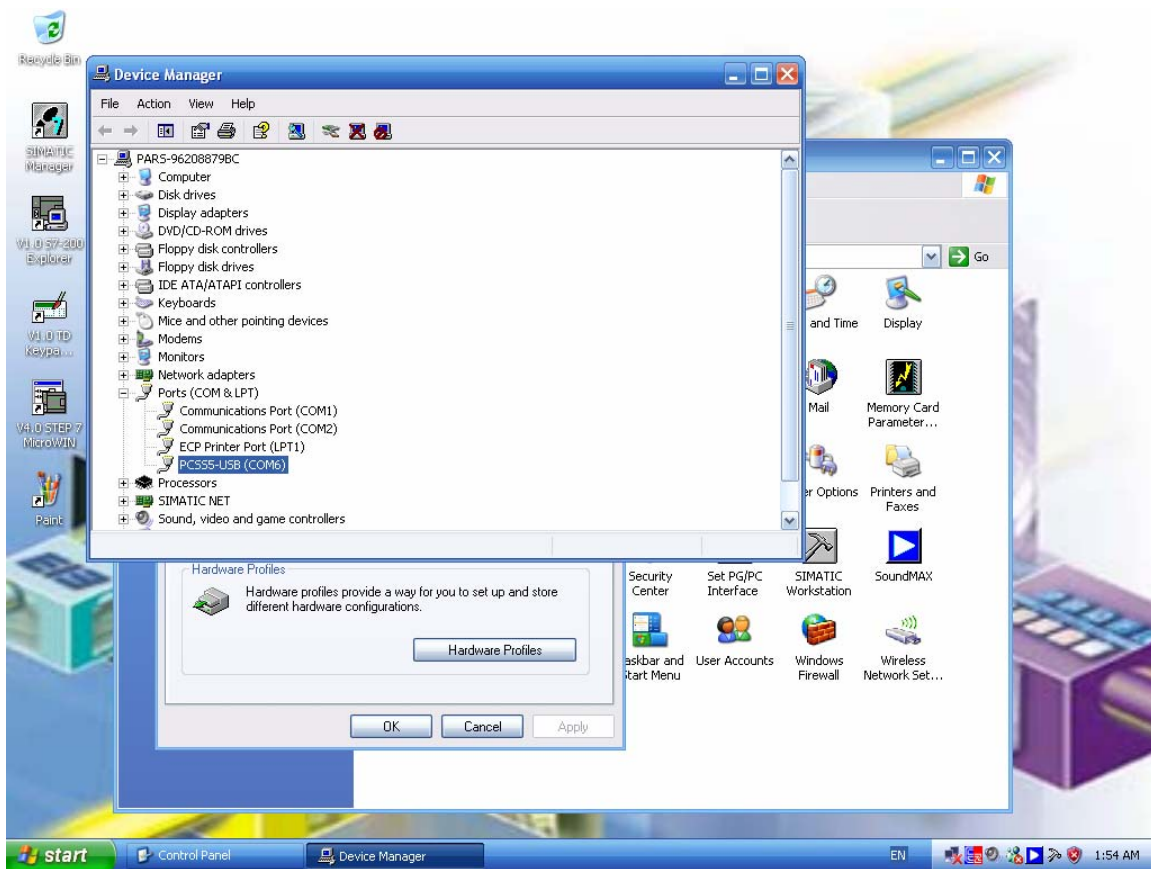 Recycle Bin
SIMATIC
Manager
V1.0 S7-200
Explorer
V1.0 TD
Keypa...
V4.0 STEP 7
MicroWIN
Paint
Device Manager
File Action View Help
PARS-96208879BC
Computer
Disk drives
Display adapters
DVD/CD-ROM drives
Floppy disk controllers
Floppy disk drives
IDE ATA/ATAPI controllers
Keyboards
Mice and other pointing devices
Modems
Monitors
Network adapters
Ports (COM & LPT)
Communications Port (COM1)
Communications Port (COM2)
ECP Printer Port (LPT1)
PCSS5-USB (COM6)
Processors
SIMATIC NET
Sound, video and game controllers
Go
and Time
Display
Mail
Memory Card
Parameter...
er Options
Printers and
Faxes
Security
Center
Set PG/PC
Interface
SIMATIC
Workstation
SoundMAX
askbar and
Start Menu
User Accounts
Windows
Firewall
Wireless
Network Set...
Hardware Profiles
Hardware profiles provide a way for you to set up and store
different hardware configurations.
Hardware Profiles
OK Cancel Apply
start
Control Panel
Device Manager
EN
1:54 AM